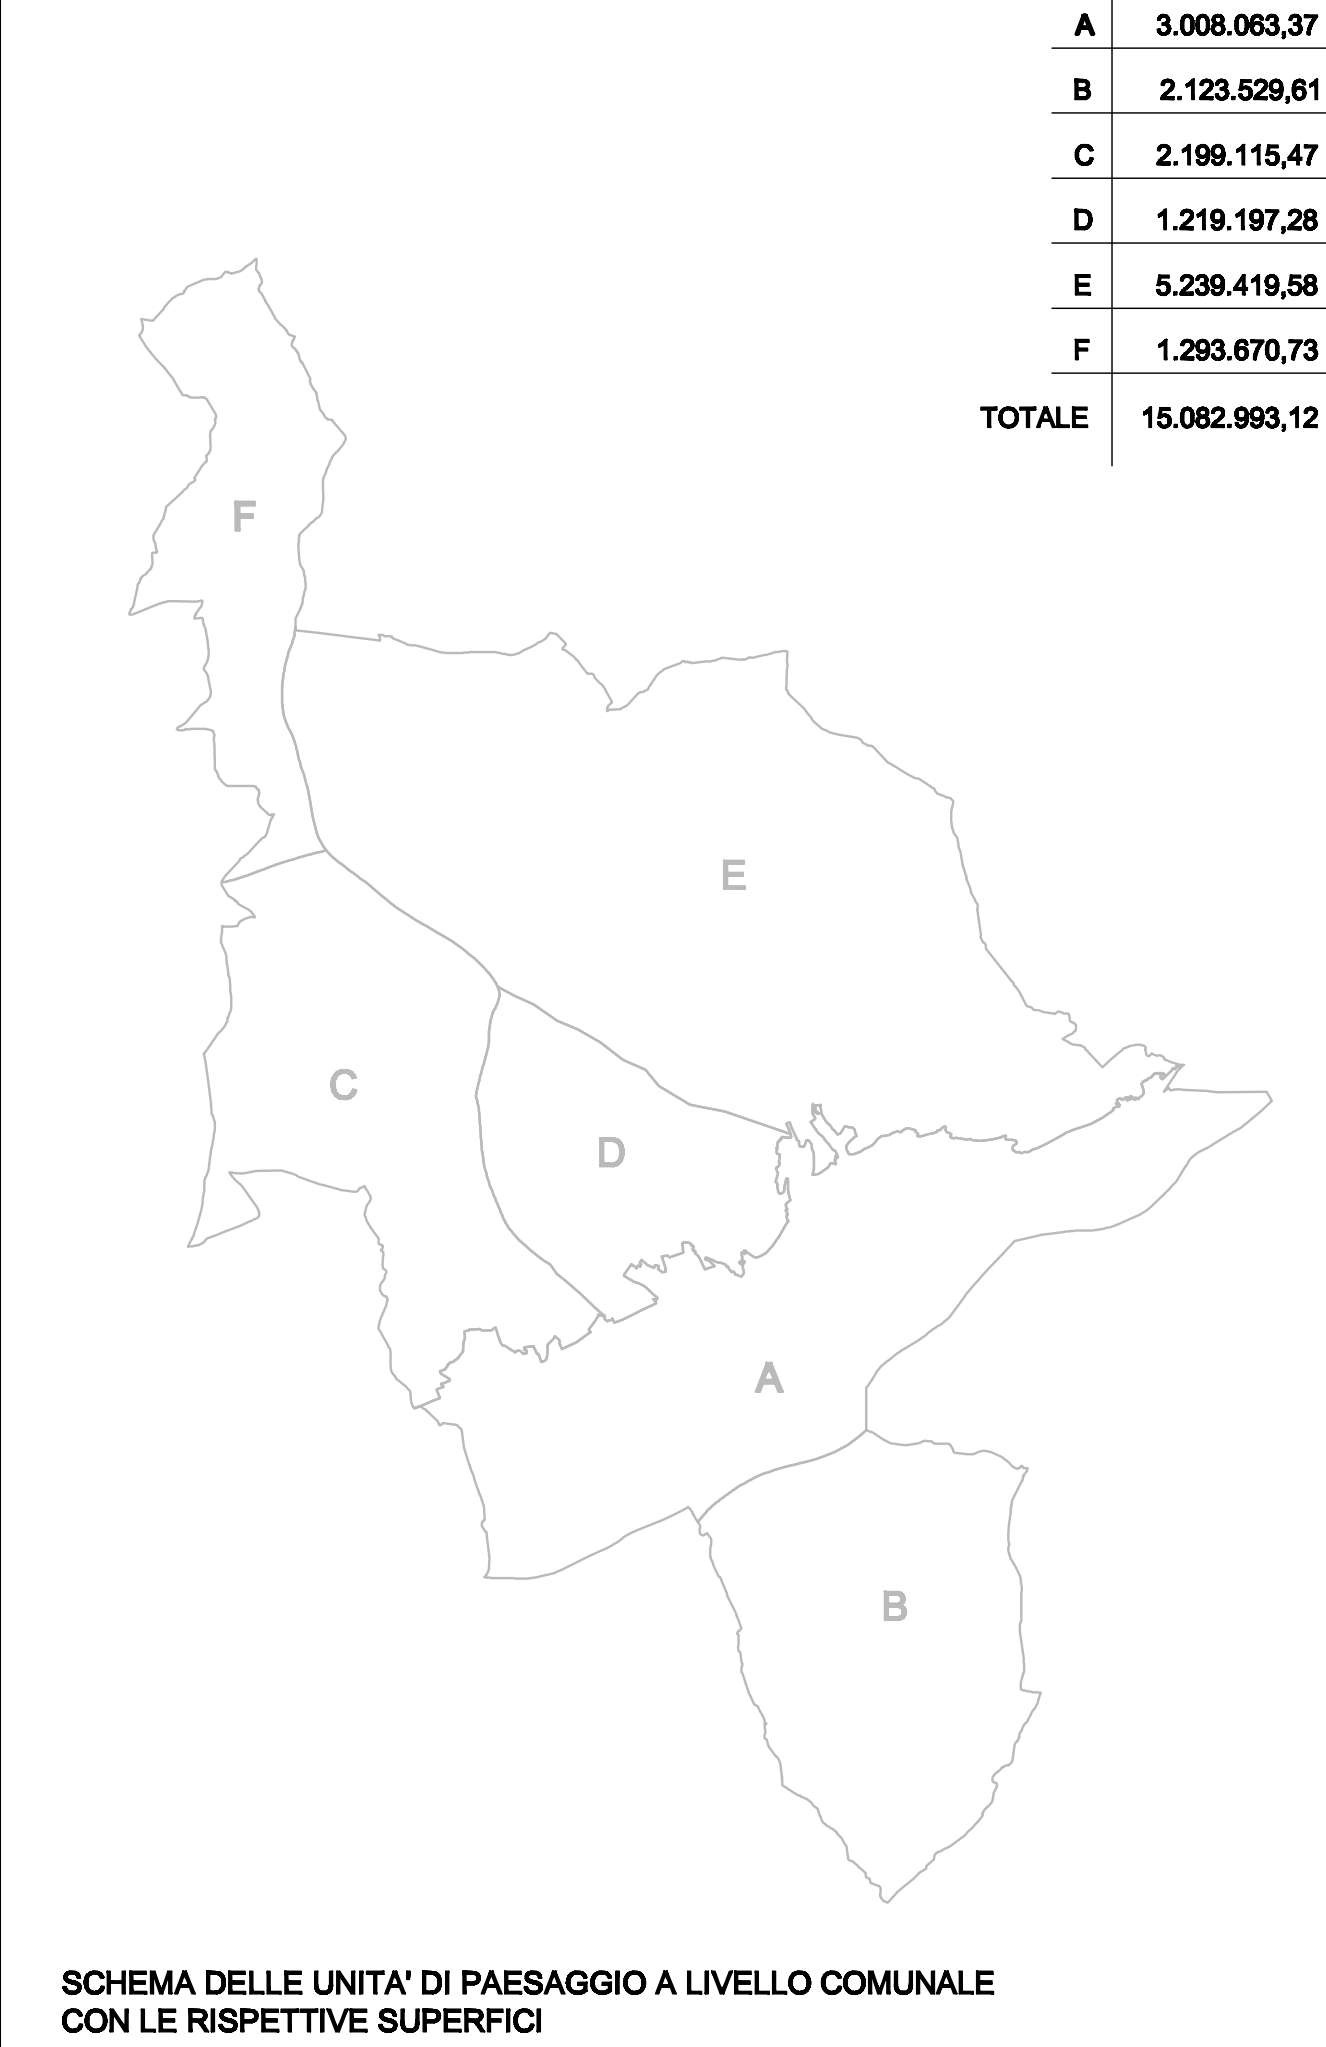 A 3.008.063,37
B 2.123.529,61
C 2.199.115,47
D 1.219.197,28
E 5.239.419,58
F 1.293.670,73
TOTALE 15.082.993,12
F
E
C
D
A
B
SCHEMA DELLE UNITA' DI PAESAGGIO A LIVELLO COMUNALE
CON LE RISPETTIVE SUPERFICI